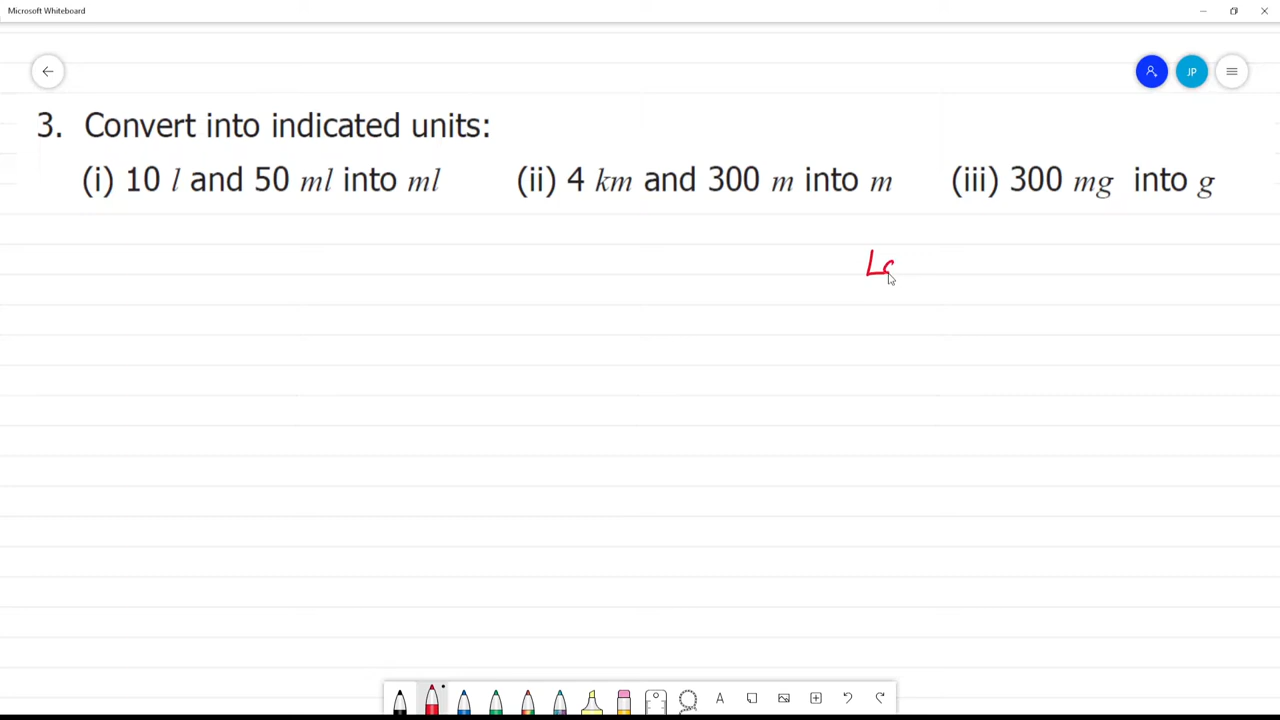 Microsoft Whiteboard
JP
3. Convert into indicated units:
(i) 10 l and 50 ml into ml (ii) 4 km and 300 m into m (iii) 300 mg into g
A